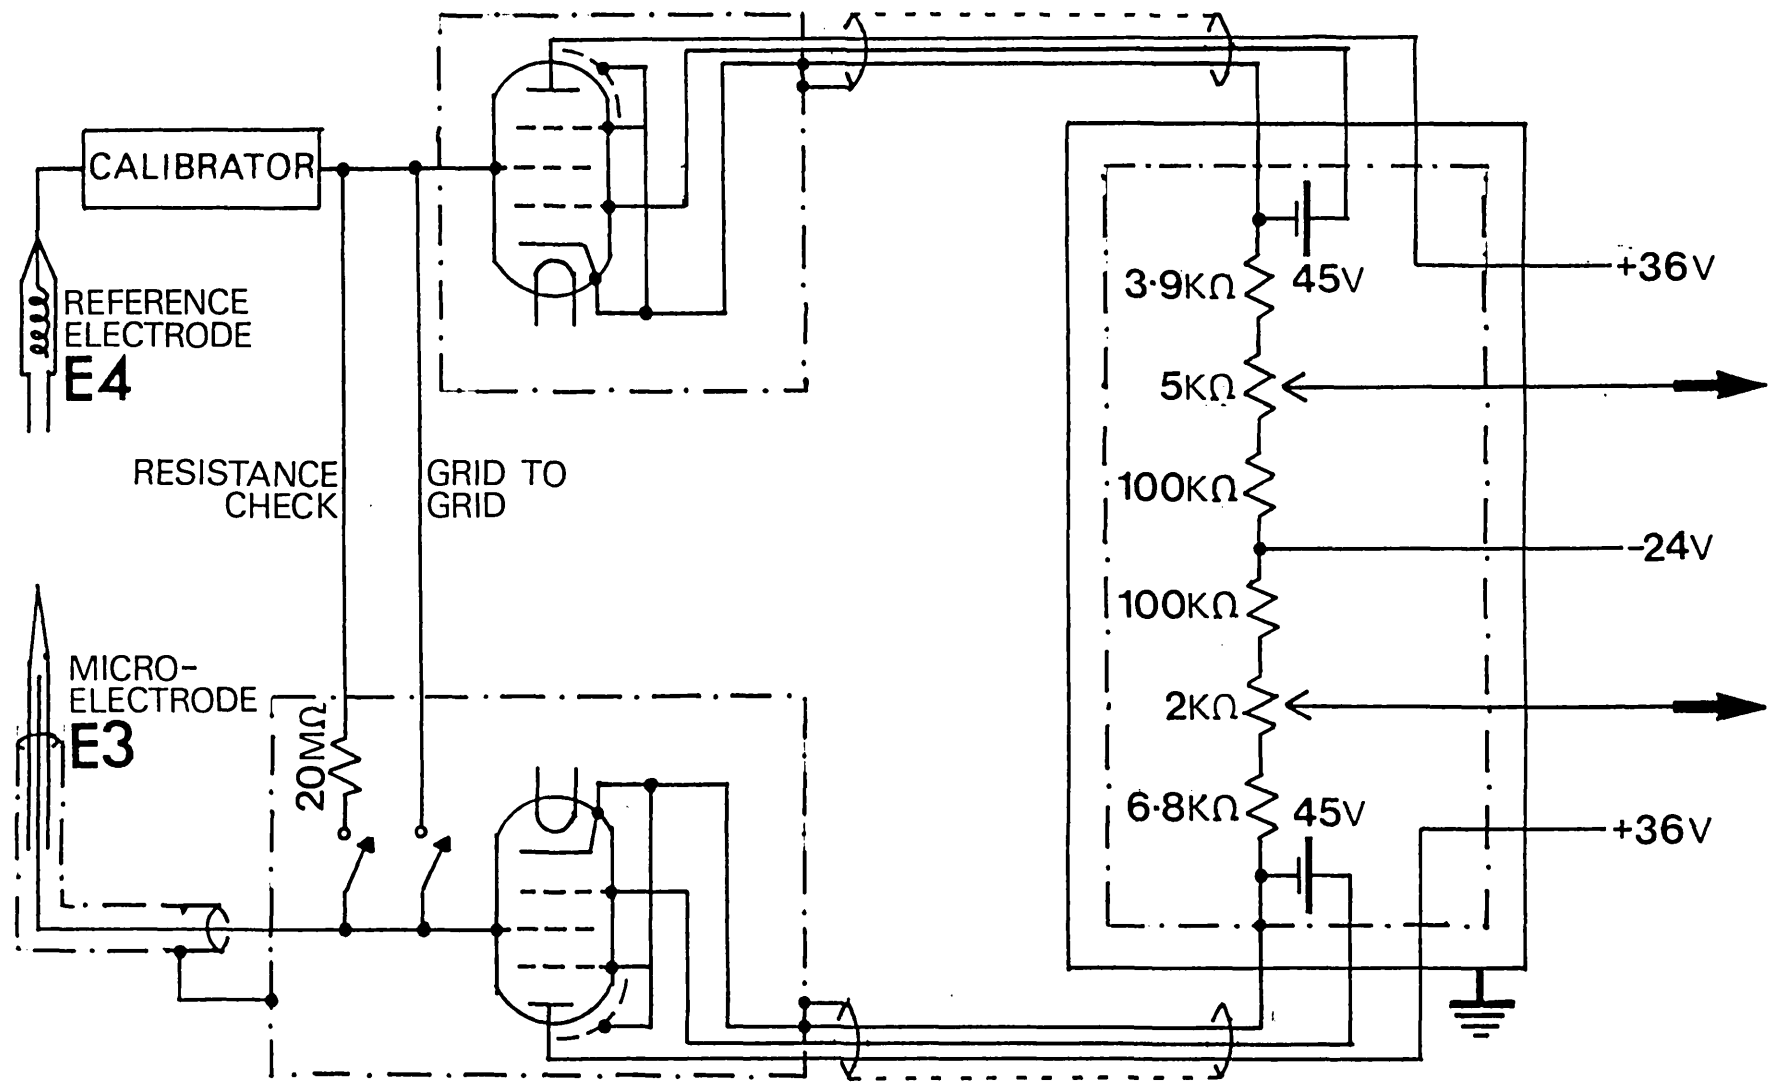 CALIBRATOR
REFERENCE
ELECTRODE
E4
RESISTANCE
CHECK
GRID TO
GRID
MICRO-
ELECTRODE
E3
20MΩ
3·9KΩ
45V
+36V
5KΩ
100KΩ
-24V
100KΩ
2KΩ
6·8KΩ
45V
+36V